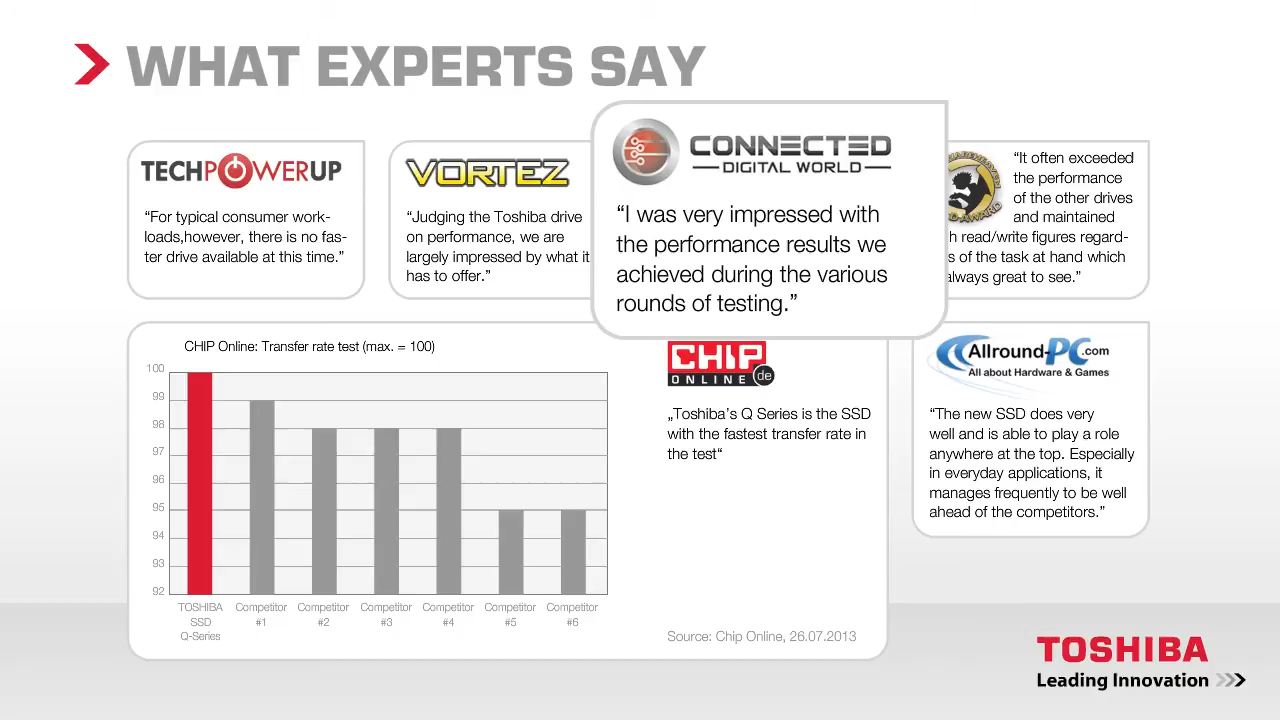 WHAT EXPERTS SAY
TECHPOWERUP
“For typical consumer work-
loads,however, there is no fas-
ter drive available at this time.”
VORTEZ
“Judging the Toshiba drive
on performance, we are
largely impressed by what it
has to offer.”
CONNECTED
DIGITAL WORLD
“I was very impressed with
the performance results we
achieved during the various
rounds of testing.”
“It often exceeded
the performance
of the other drives
and maintained
read/write figures regard-
of the task at hand which
always great to see.”
CHIP Online: Transfer rate test (max. = 100)
100
99
98
97
96
95
94
93
92
TOSHIBA
SSD
Q-Series
Competitor
#1
Competitor
#2
Competitor
#3
Competitor
#4
Competitor
#5
Competitor
#6
CHIP
ONLINE de
„Toshiba’s Q Series is the SSD
with the fastest transfer rate in
the test“
Source: Chip Online, 26.07.2013
Allround-PC.com
All about Hardware & Games
“The new SSD does very
well and is able to play a role
anywhere at the top. Especially
in everyday applications, it
manages frequently to be well
ahead of the competitors.”
TOSHIBA
Leading Innovation